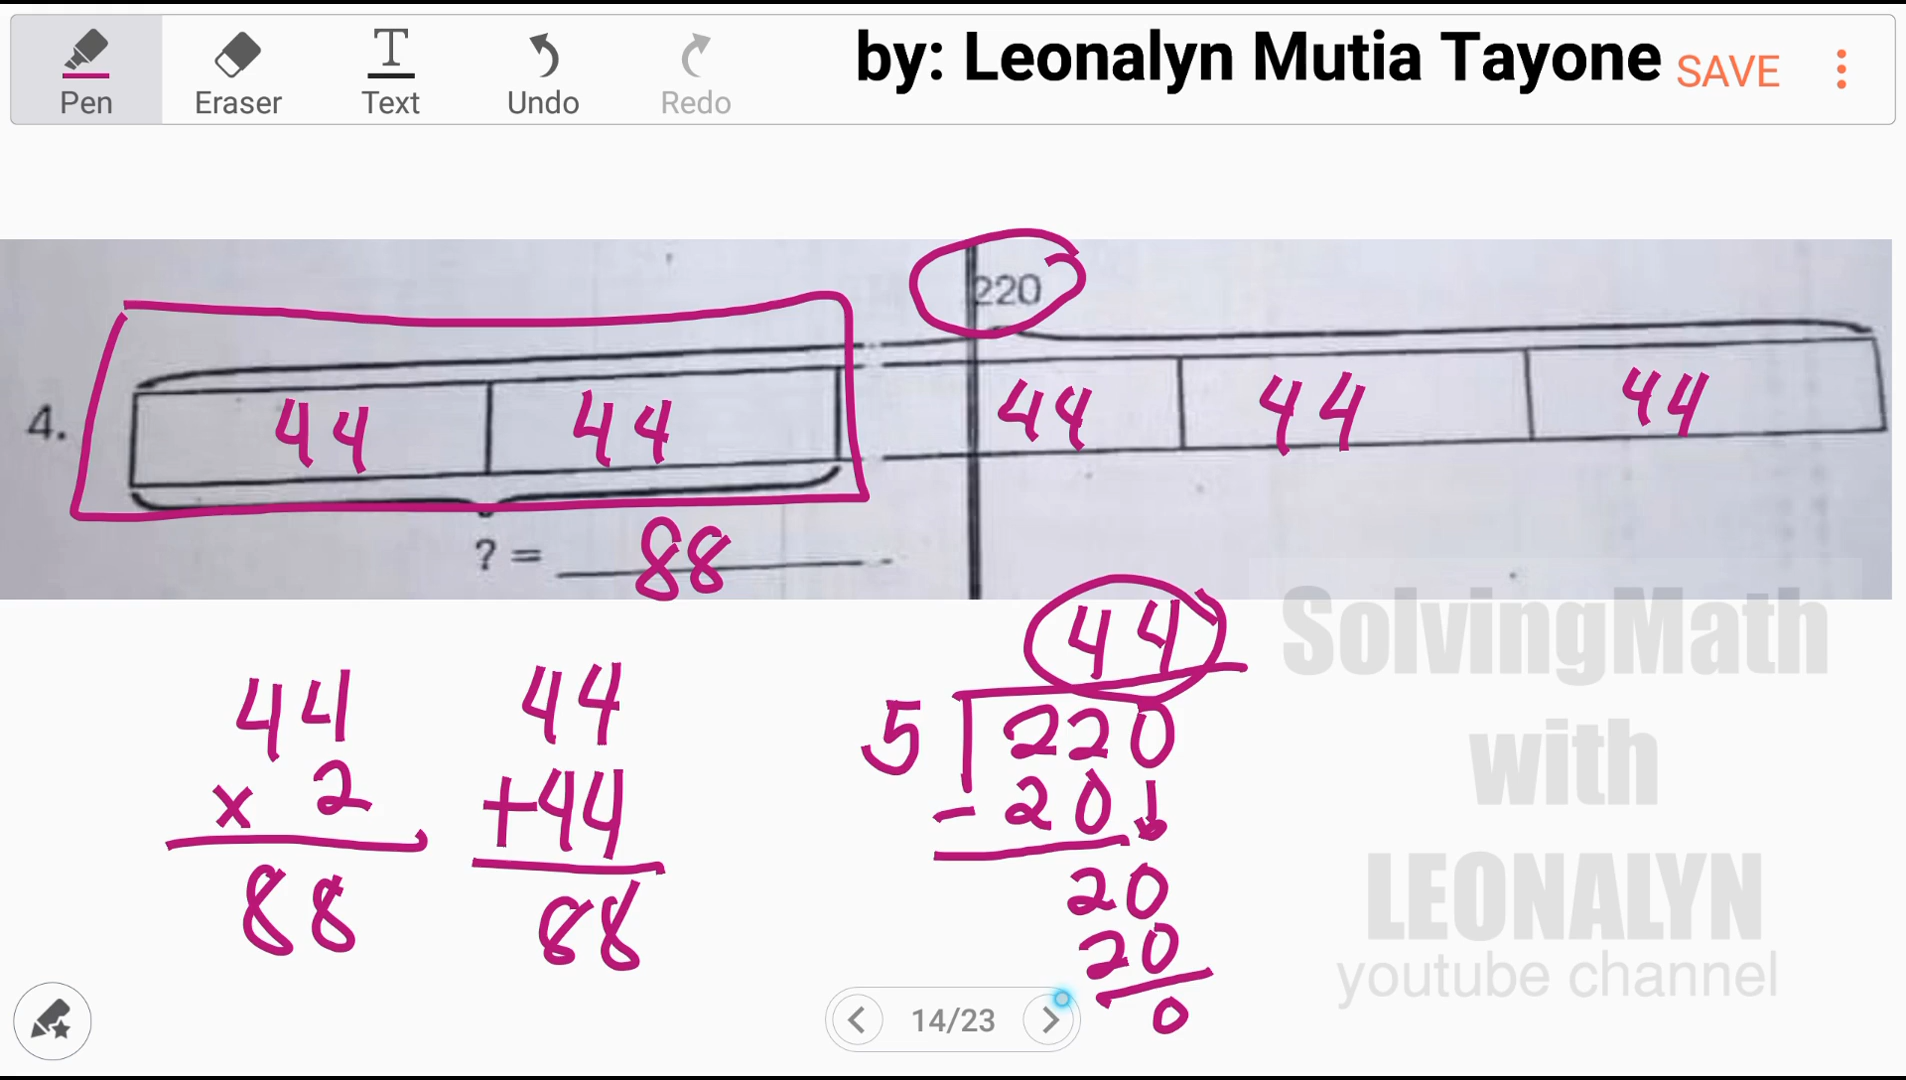 by: Leonalyn Mutia Tayone
SAVE
Pen Eraser Text Undo Redo
220
4. 44 44 44 44 44
? = 88
44
× 2
88
44
+44
88
44
5 220
- 20
20
20
0
SolvingMath
with
LEONALYN
youtube channel
14/23